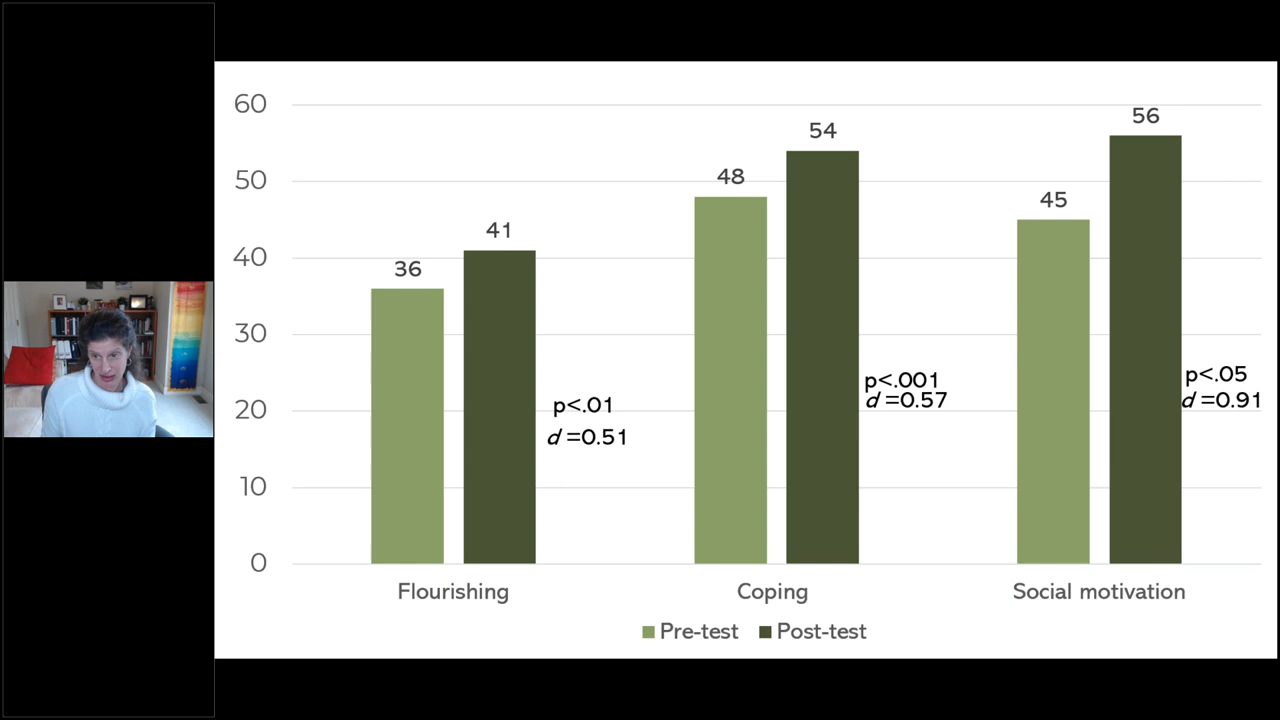 60
50
40
30
20
10
0
36
41
48
54
45
56
p<.01
d =0.51
p<.001
d =0.57
p<.05
d =0.91
Flourishing
Coping
Social motivation
Pre-test
Post-test